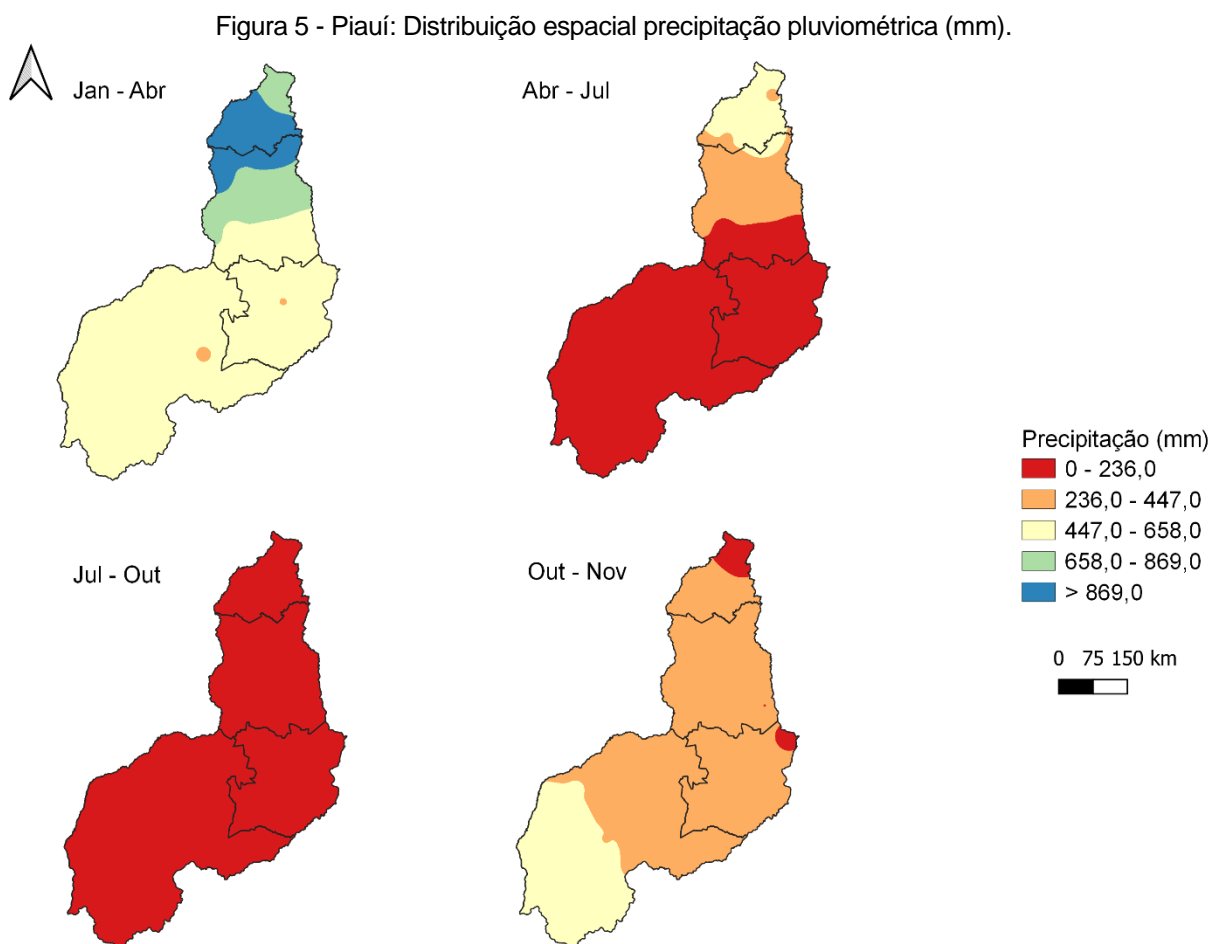 Figura 5 - Piauí: Distribuição espacial precipitação pluviométrica (mm).
Jan - Abr
Abr - Jul
Jul - Out
Out - Nov
Precipitação (mm)
0 - 236,0
236,0 - 447,0
447,0 - 658,0
658,0 - 869,0
> 869,0
0 75 150 km